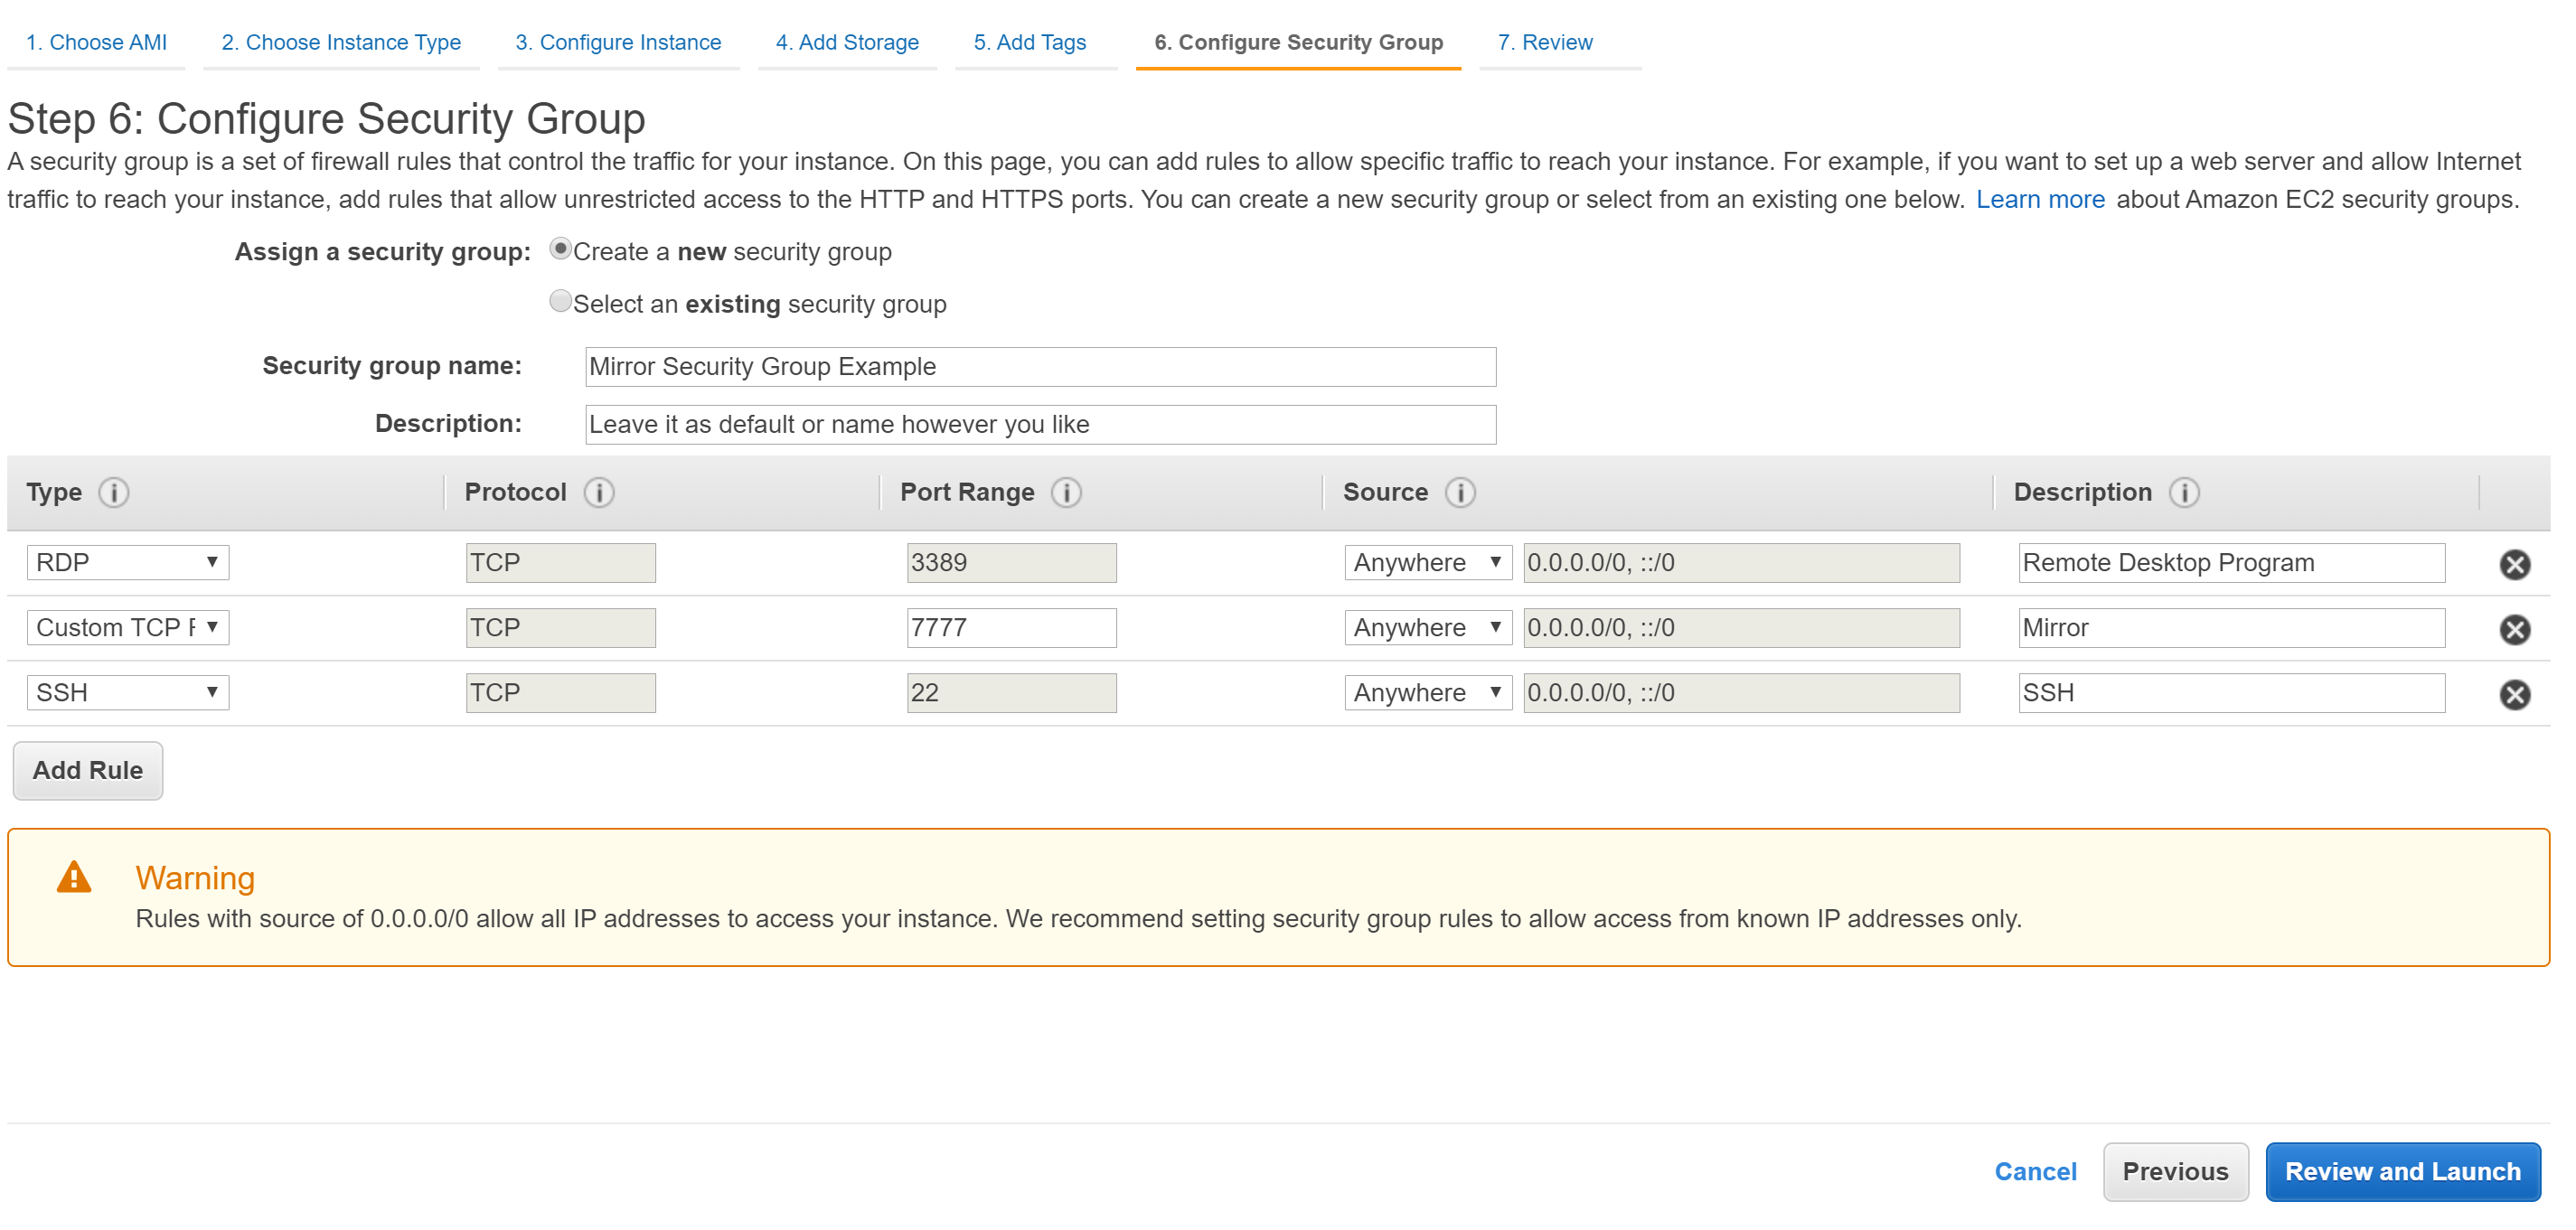 1. Choose AMI 2. Choose Instance Type 3. Configure Instance 4. Add Storage 5. Add Tags 6. Configure Security Group 7. Review
Step 6: Configure Security Group
A security group is a set of firewall rules that control the traffic for your instance. On this page, you can add rules to allow specific traffic to reach your instance. For example, if you want to set up a web server and allow Internet
traffic to reach your instance, add rules that allow unrestricted access to the HTTP and HTTPS ports. You can create a new security group or select from an existing one below. Learn more about Amazon EC2 security groups.
Assign a security group: Create a new security group
Select an existing security group
Security group name: Mirror Security Group Example
Description: Leave it as default or name however you like
Type Protocol Port Range Source Description
RDP TCP 3389 Anywhere 0.0.0.0/0, ::/0 Remote Desktop Program
Custom TCP TCP 7777 Anywhere 0.0.0.0/0, ::/0 Mirror
SSH TCP 22 Anywhere 0.0.0.0/0, ::/0 SSH
Add Rule
Warning
Rules with source of 0.0.0.0/0 allow all IP addresses to access your instance. We recommend setting security group rules to allow access from known IP addresses only.
Cancel Previous Review and Launch